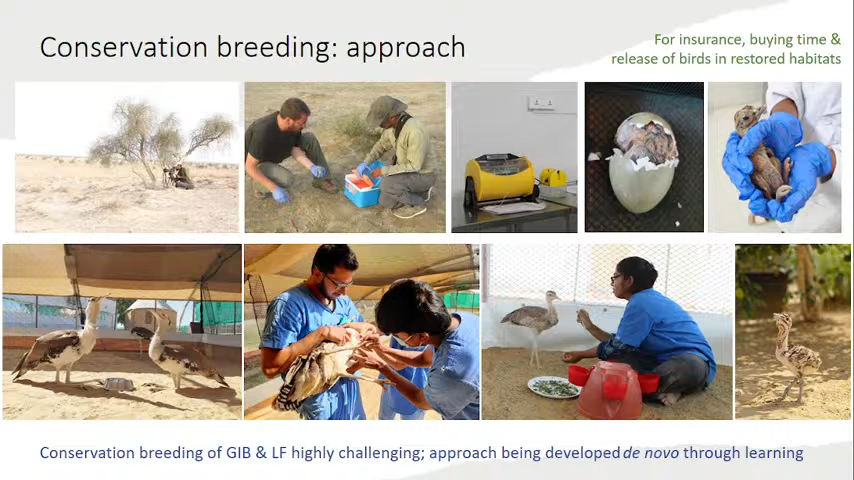 Conservation breeding: approach
For insurance, buying time &
release of birds in restored habitats
Conservation breeding of GIB & LF highly challenging; approach being developed de novo through learning